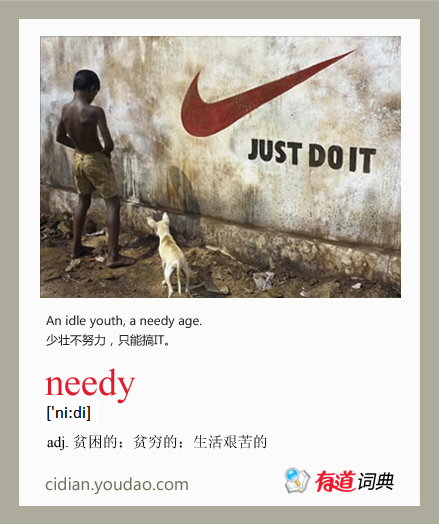 JUST DO IT
An idle youth, a needy age.
少壮不努力，只能搞IT。
needy
['ni:di]
adj. 贫困的；贫穷的；生活艰苦的
cidian.youdao.com
有道词典